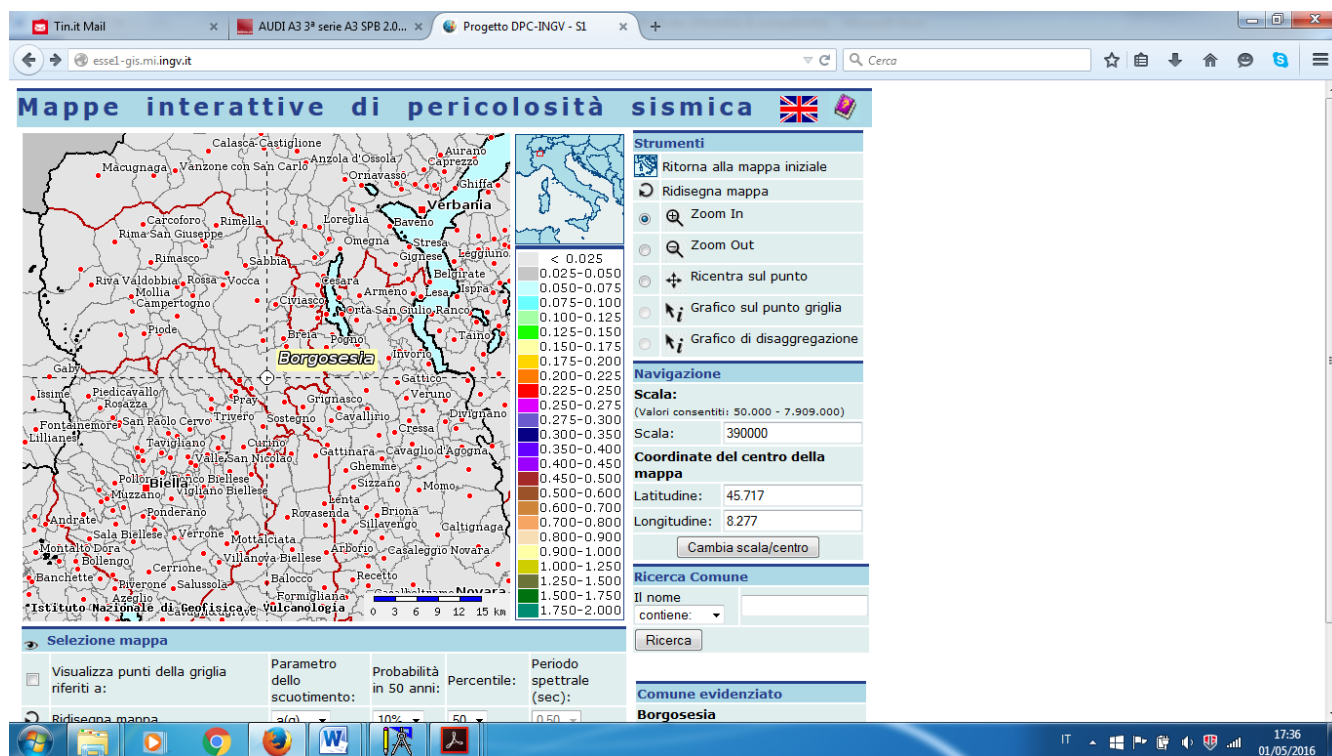 Tin.it Mail
AUDI A3 3ª serie A3 SPB 2.0...
Progetto DPC-INGV - S1
esse1-gis.mi.ingv.it
Cerca
Mappe interattive di pericolosità sismica
Calasca-Castiglione
Aurano
Macugnaga
Vanzone con San Carlo
Anzola d'Ossola
Caprezzo
Ornavasso
Ghiffa
Verbania
Carcoforo
Rimella
Loreglia
Baveno
Rima San Giuseppe
Omegna
Stresa
Rimasco
Sabbia
Gignese
Leggiuno
Belgirate
Riva Valdobbia
Rossa
Vocca
Cesara
Armeno
Lesa
Ispra
Mollia
Campertogno
Civiasco
Orta San Giulio
Ranco
Piode
Breia
Pogno
Taino
Borgosesia
Invorio
Gaby
Gattico
Issime
Piedicavallo
Rosazza
Pray
Grignasco
Veruno
Fontainemore
San Paolo Cervo
Trivero
Sostegno
Cavallirio
Divignano
Lillianes
Cressa
Tavigliano
Curino
Valle San Nicolao
Gattinara
Cavaglio d'Agogna
Ghemme
Biella
Sizzano
Momo
Muzzano
Vigliano Biellese
Lenta
Ponderano
Rovasenda
Briona
Andrate
Sillavengo
Caltignaga
Sala Biellese
Verrone
Mottalciata
Montalto Dora
Arborio
Casaleggio Novara
Bollengo
Villanova Biellese
Cerrione
Banchette
Riverone
Salussola
Balocco
Recetto
Azeglio
Formigliana
Novara
*Istituto Nazionale di Geofisica e Vulcanologia
0 3 6 9 12 15 km
< 0.025
0.025-0.050
0.050-0.075
0.075-0.100
0.100-0.125
0.125-0.150
0.150-0.175
0.175-0.200
0.200-0.225
0.225-0.250
0.250-0.275
0.275-0.300
0.300-0.350
0.350-0.400
0.400-0.450
0.450-0.500
0.500-0.600
0.600-0.700
0.700-0.800
0.800-0.900
0.900-1.000
1.000-1.250
1.250-1.500
1.500-1.750
1.750-2.000
Strumenti
Ritorna alla mappa iniziale
Ridisegna mappa
Zoom In
Zoom Out
Ricentra sul punto
Grafico sul punto griglia
Grafico di disaggregazione
Navigazione
Scala:
(Valori consentiti: 50.000 - 7.909.000)
Scala: 390000
Coordinate del centro della
mappa
Latitudine: 45.717
Longitudine: 8.277
Cambia scala/centro
Ricerca Comune
Il nome
contiene:
Ricerca
Comune evidenziato
Borgosesia
Selezione mappa
Visualizza punti della griglia
riferiti a:
Parametro
dello
scuotimento:
Probabilità
in 50 anni:
Percentile:
Periodo
spettrale
(sec):
Ridisegna mappa
a(g)
10%
50
0.50
IT
17:36
01/05/2016